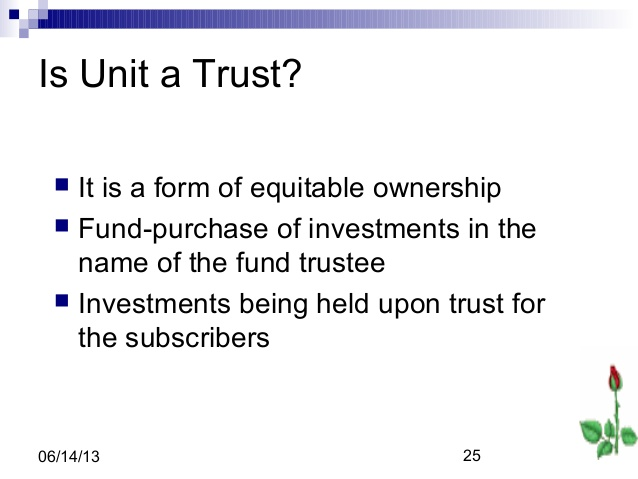 Is Unit a Trust?
It is a form of equitable ownership
Fund-purchase of investments in the
name of the fund trustee
Investments being held upon trust for
the subscribers
06/14/13
25